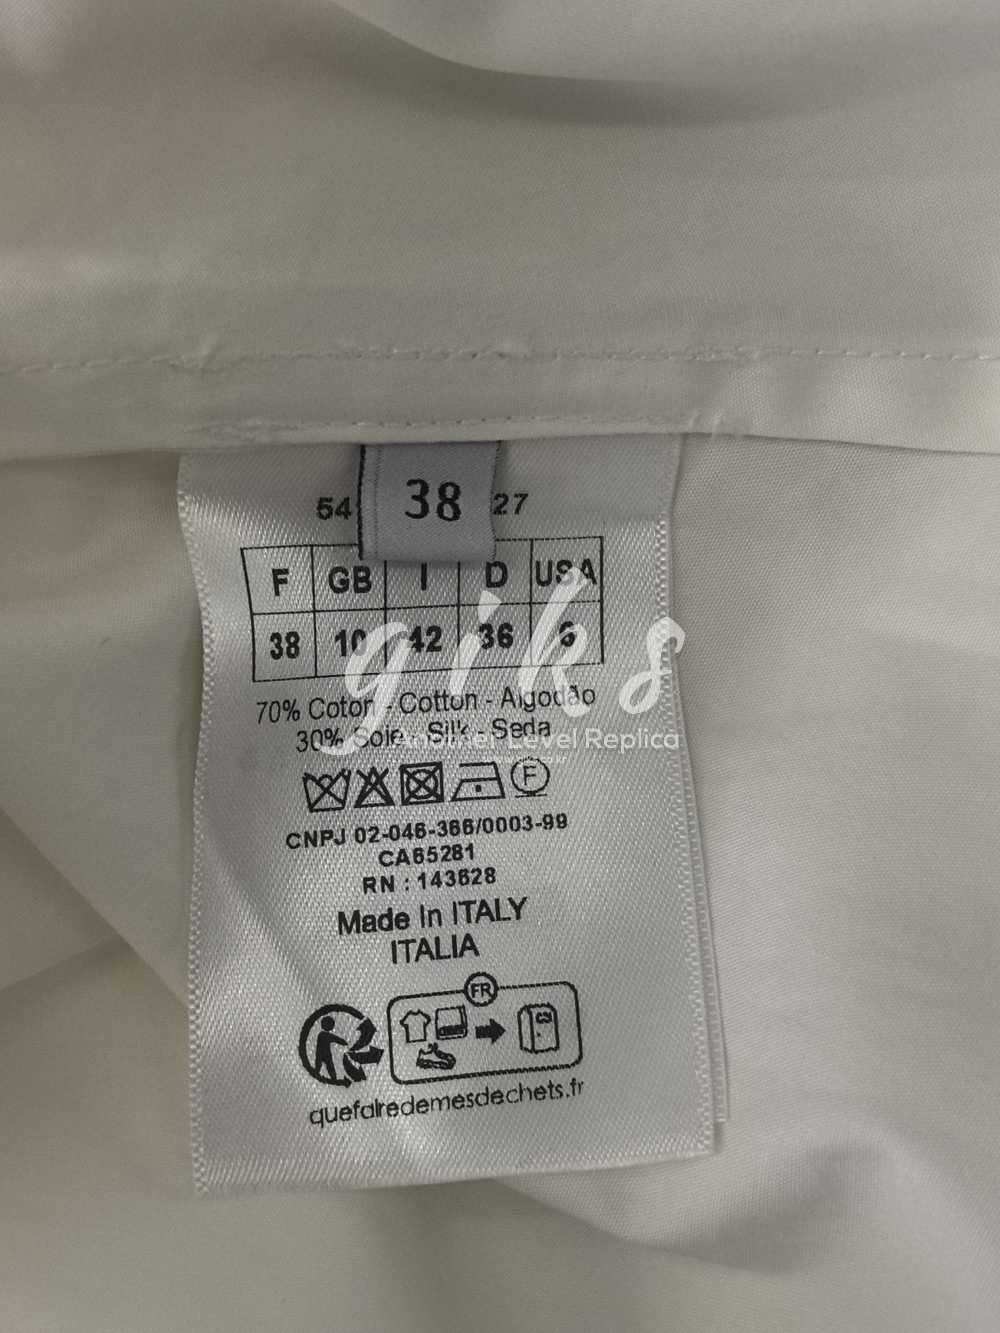 38
54 27
F GB I D USA
38 10 42 36 6
giks
70% Coton - Cotton - Algodão
30% Soie - Silk - Seda
Another Level Replica
F
CNPJ 02-046-366/0003-99
CA65281
RN : 143628
Made In ITALY
ITALIA
FR
quefairedemesdechets.fr